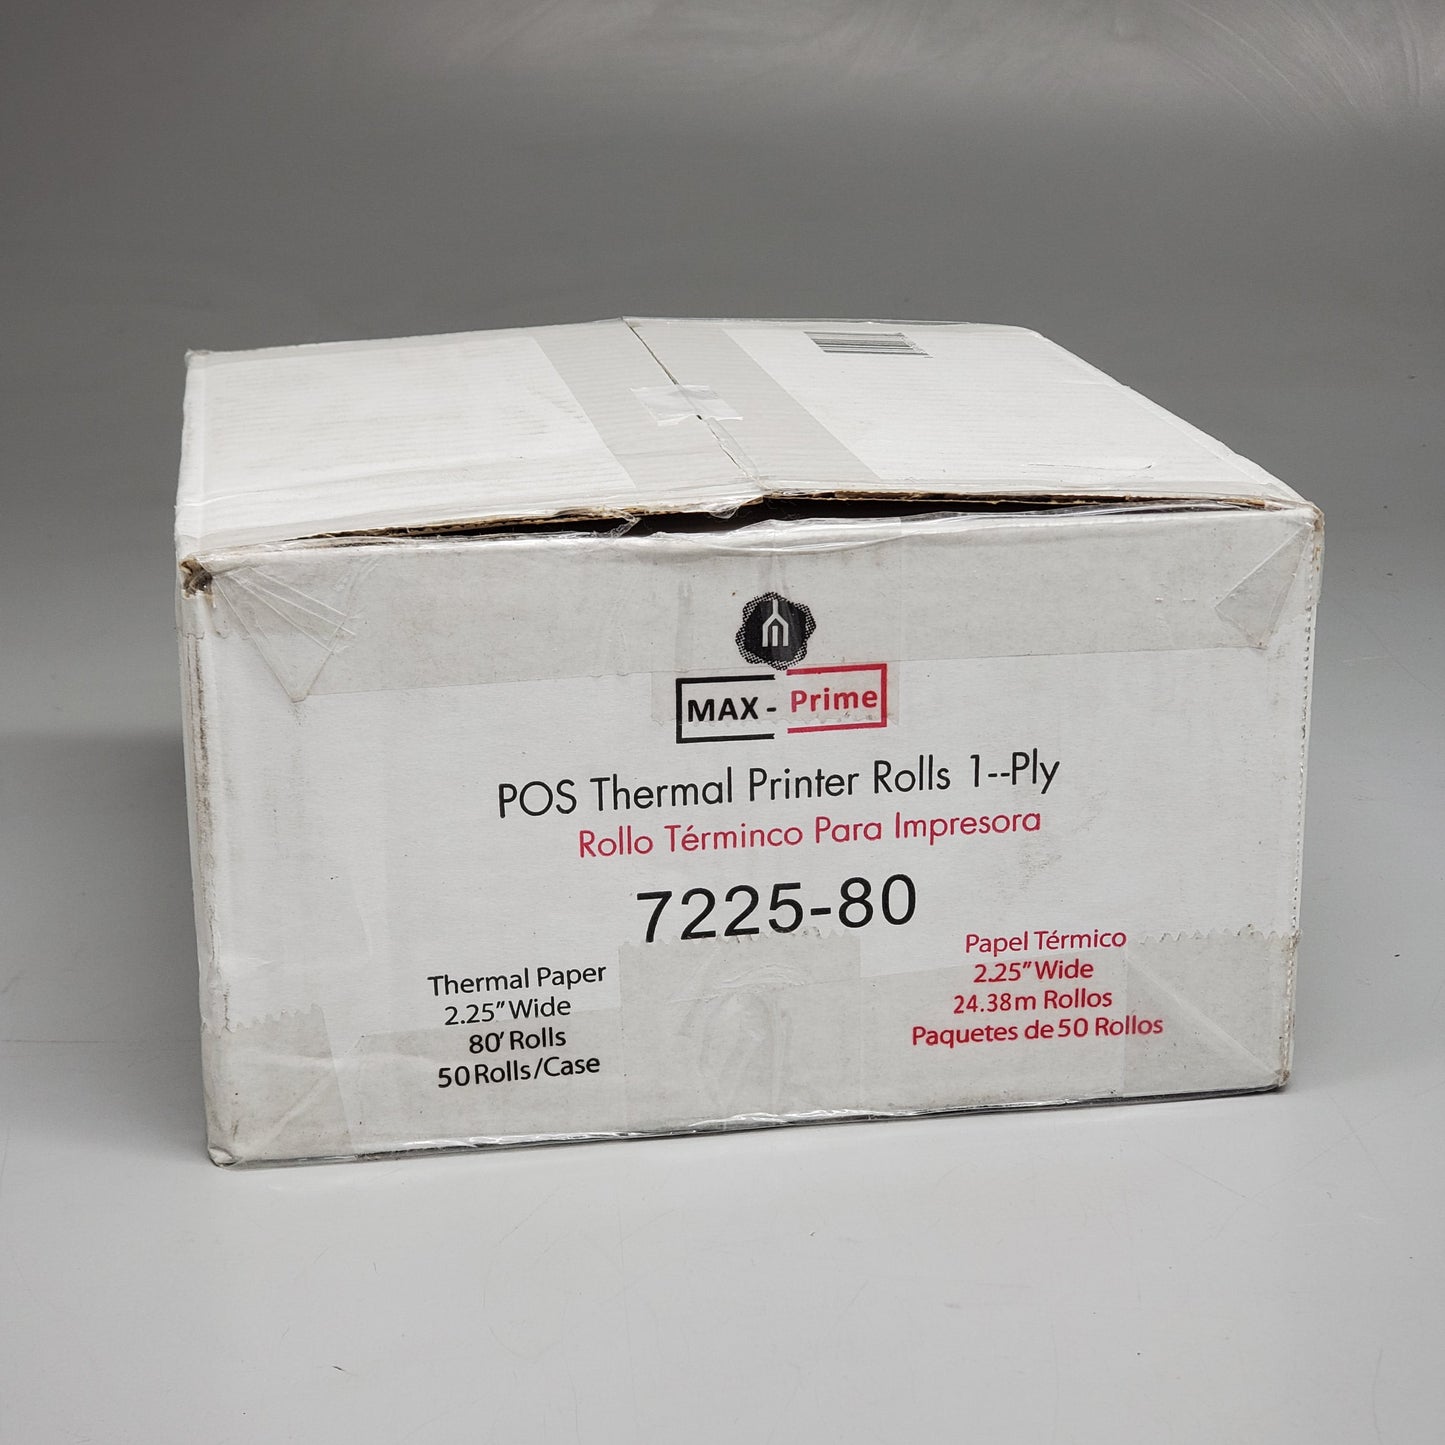 MAX - Prime
POS Thermal Printer Rolls 1--Ply
Rollo Términco Para Impresora
7225-80
Thermal Paper
2.25" Wide
80' Rolls
50 Rolls/Case
Papel Térmico
2.25" Wide
24.38m Rollos
Paquetes de 50 Rollos